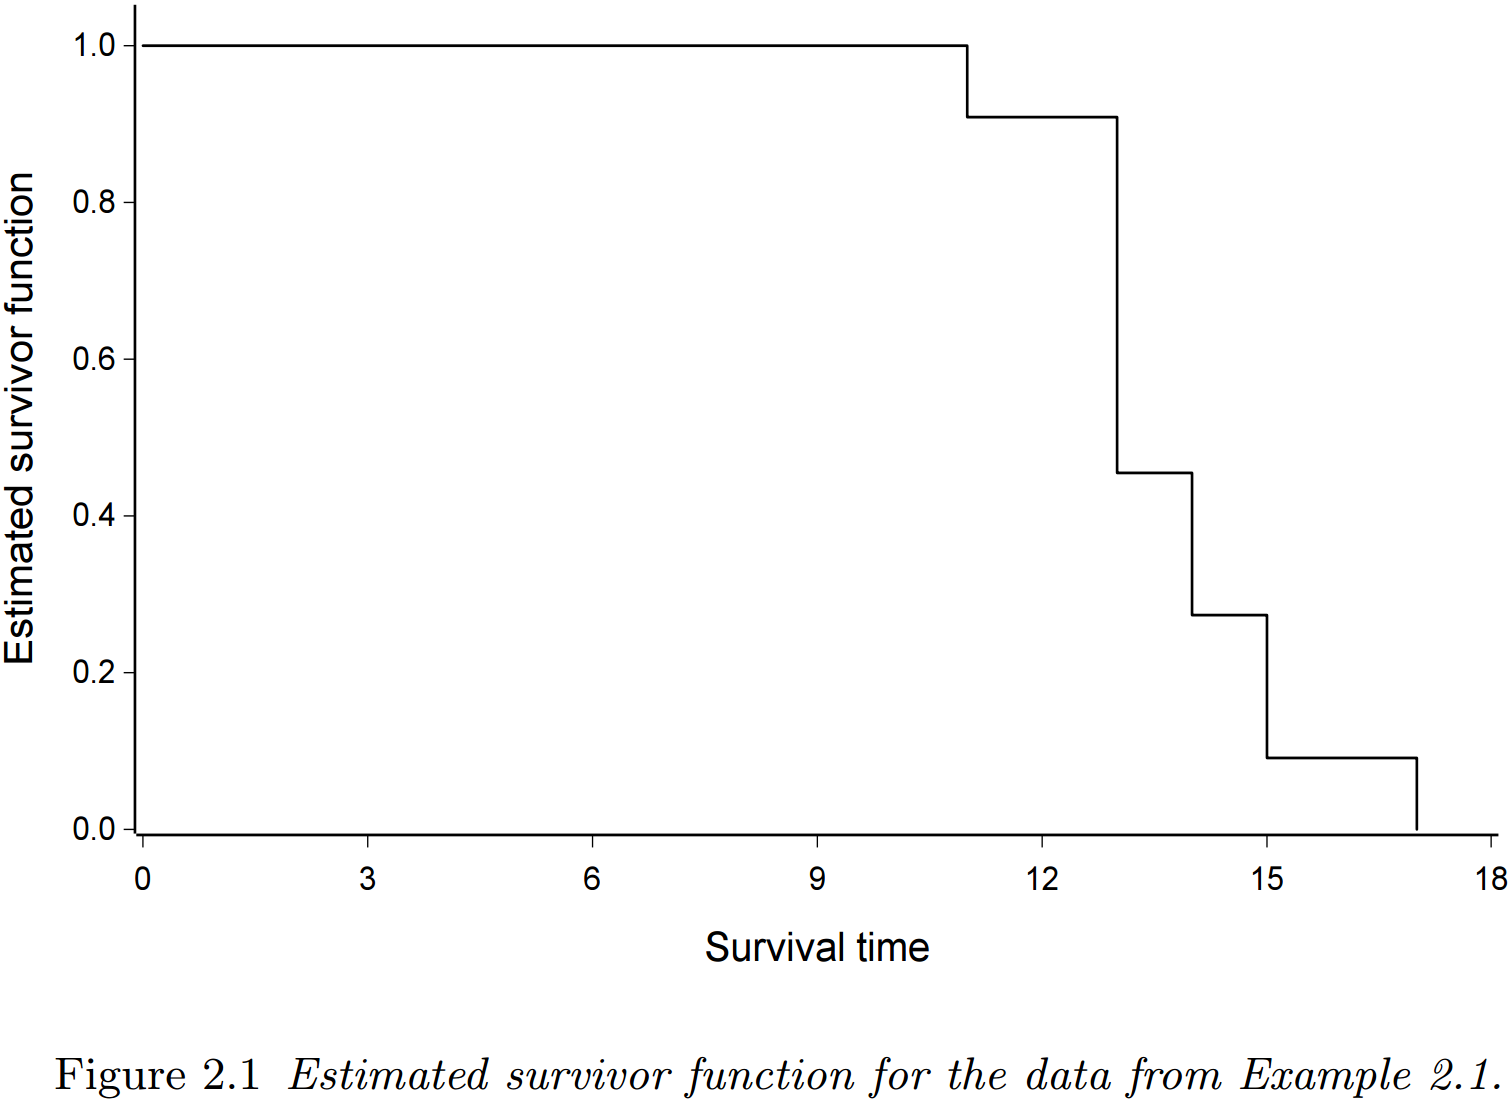 Estimated survivor function
1.0
0.8
0.6
0.4
0.2
0.0
0 3 6 9 12 15 18
Survival time
Figure 2.1 Estimated survivor function for the data from Example 2.1.